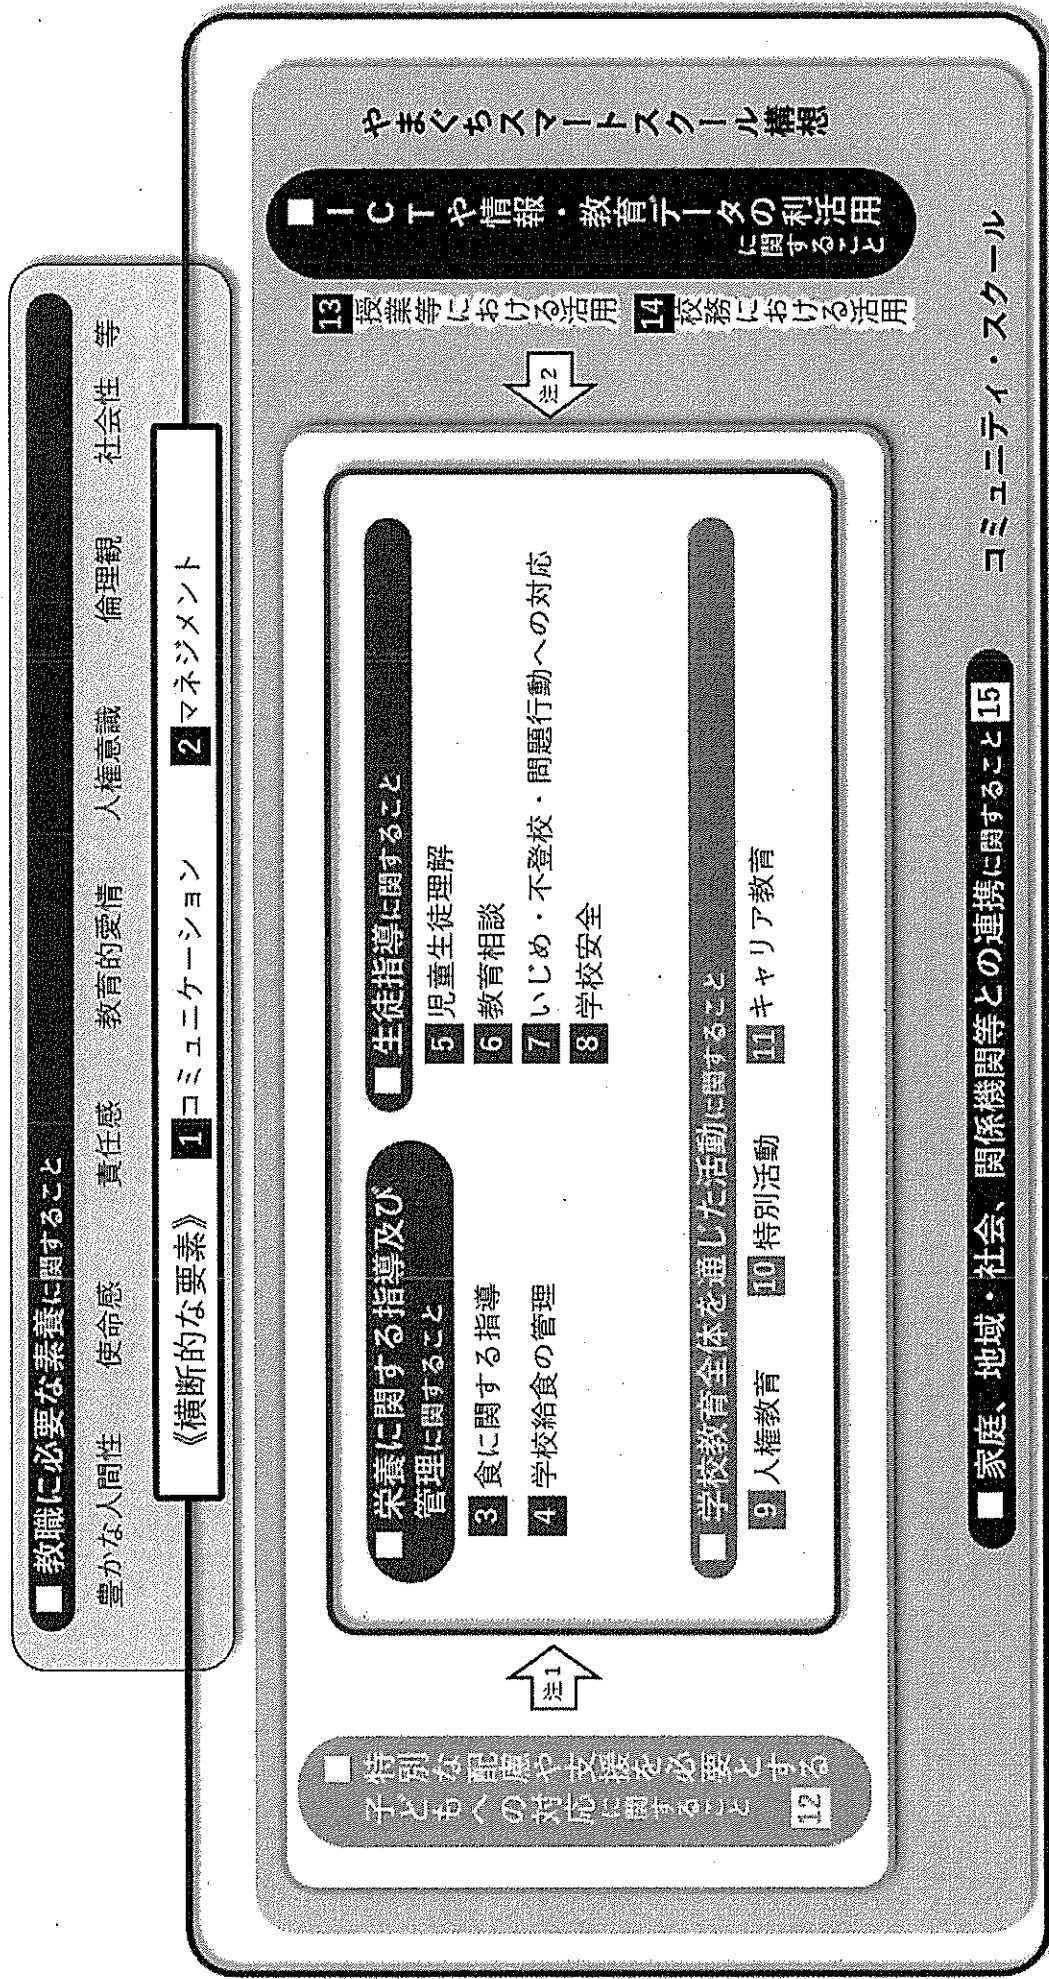 ■教職に必要な素養に関すること
豊かな人間性 使命感 責任感 教育的愛情 人権意識 倫理観 社会性 等
《横断的な要素》 1 コミュニケーション 2 マネジメント
■特別な配慮や支援を必要とする
子どもへの対応に関すること
12
注1
■栄養に関する指導及び
管理に関すること
3 食に関する指導
4 学校給食の管理
■生徒指導に関すること
5 児童生徒理解
6 教育相談
7 いじめ・不登校・問題行動への対応
8 学校安全
■学校教育全体を通した活動に関すること
9 人権教育 10 特別活動 11 キャリア教育
注2
13 授業等における活用
14 校務における活用
■ICTや情報・教育データの利活用
に関すること
やまぐちスマートスクール構想
■家庭、地域・社会、関係機関等との連携に関すること 15
コミュニティ・スクール